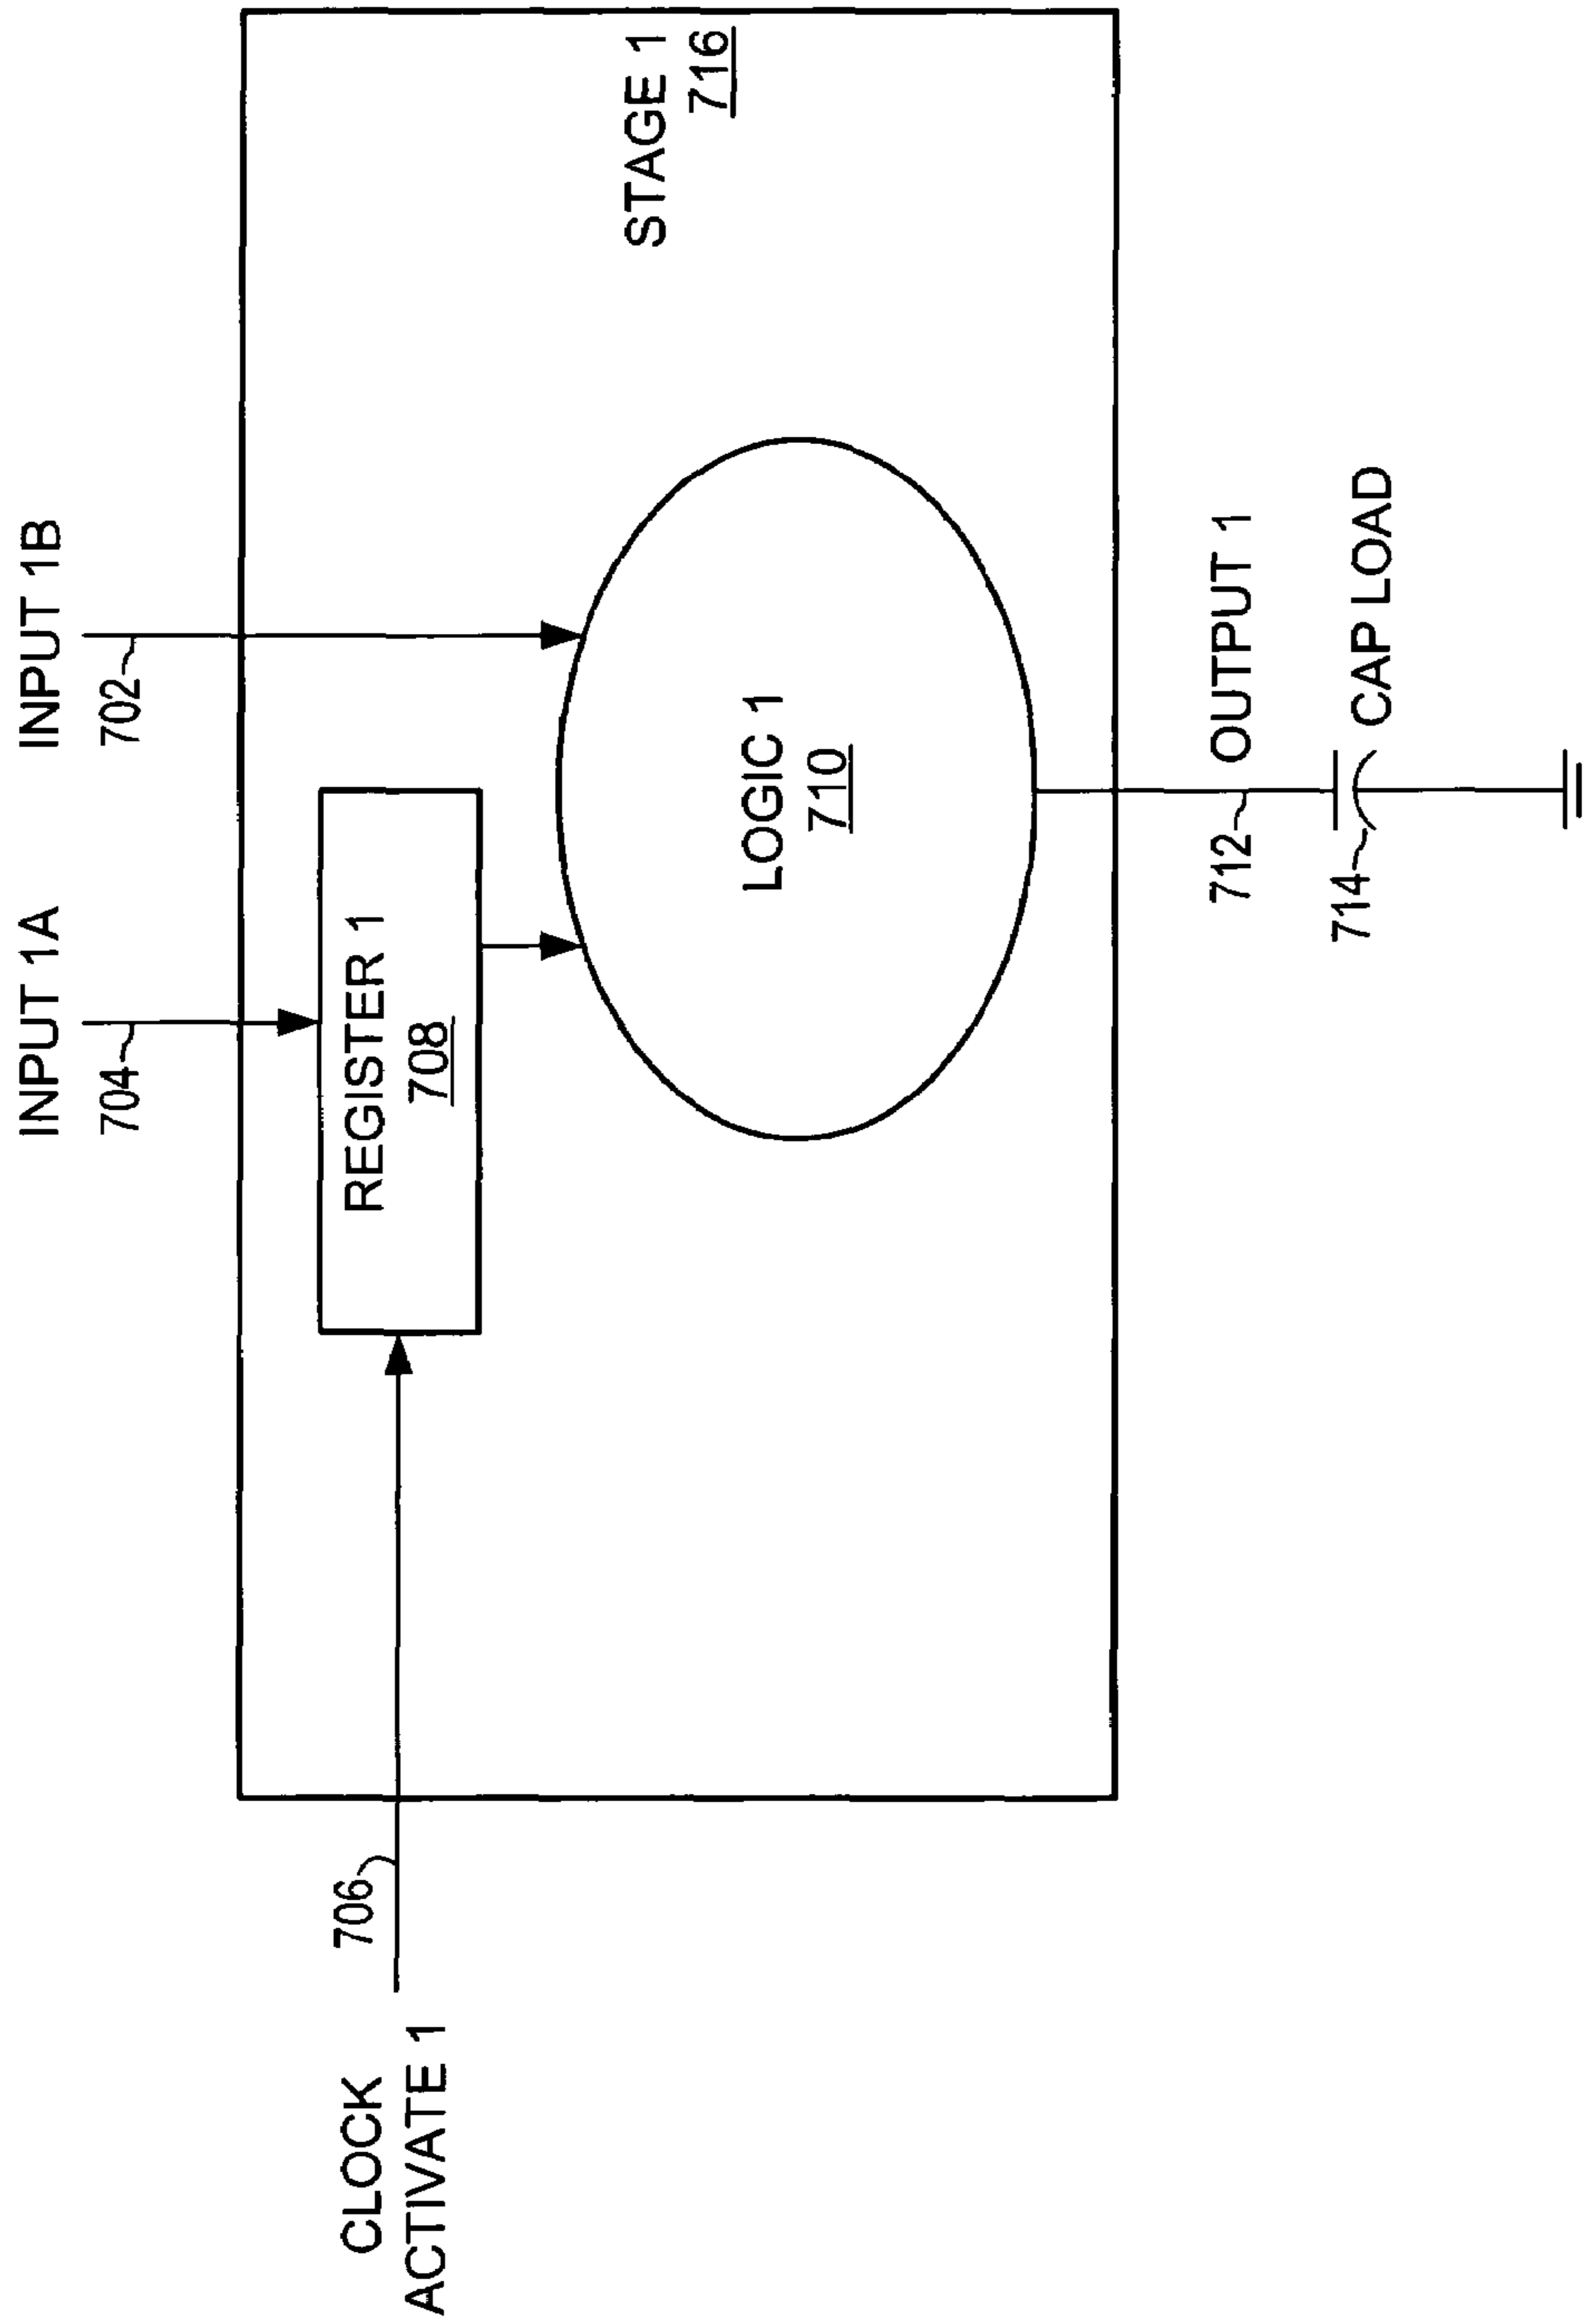 INPUT 1A
704
INPUT 1B
702
CLOCK
ACTIVATE 1
706
REGISTER 1
708
LOGIC 1
710
STAGE 1
716
712
OUTPUT 1
714
CAP LOAD